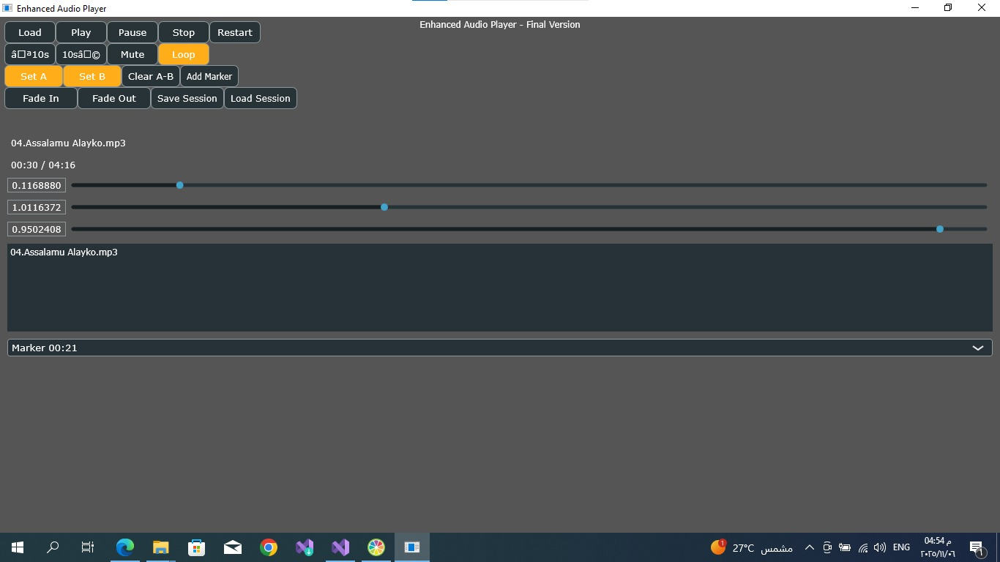 Enhanced Audio Player
Enhanced Audio Player - Final Version
Load Play Pause Stop Restart
â□ª10s 10sâ□© Mute Loop
Set A Set B Clear A-B Add Marker
Fade In Fade Out Save Session Load Session
04.Assalamu Alayko.mp3
00:30 / 04:16
0.1168880
1.0116372
0.9502408
04.Assalamu Alayko.mp3
Marker 00:21
1 27°C مشمس ENG 04:54 م
٢٠٢٥/١١/٠٦ ١